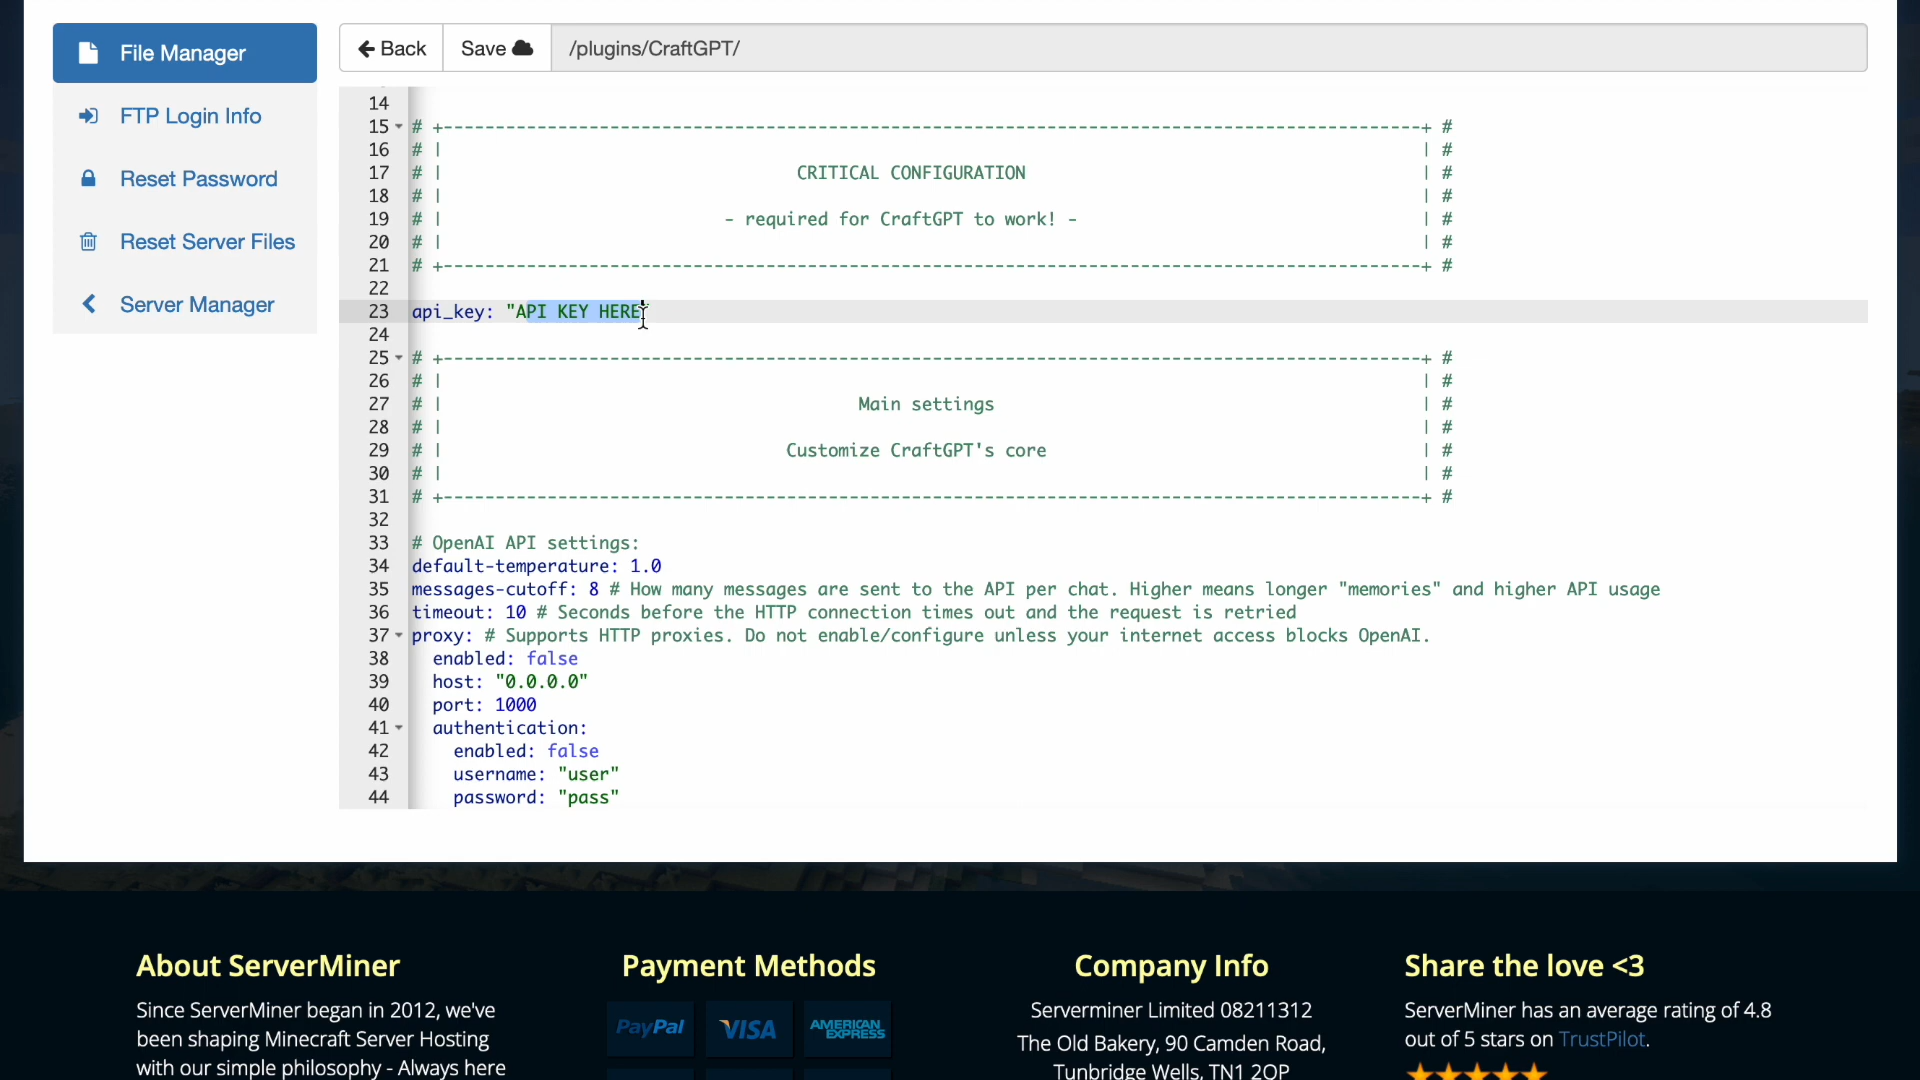 File Manager
FTP Login Info
Reset Password
Reset Server Files
Server Manager
Back
Save
/plugins/CraftGPT/
14
15 # +----------------------------------------------------------------------------------------------+ #
16 # | | #
17 # | CRITICAL CONFIGURATION | #
18 # | | #
19 # | - required for CraftGPT to work! - | #
20 # | | #
21 # +----------------------------------------------------------------------------------------------+ #
22
23 api_key: "API KEY HERE"
24
25 # +----------------------------------------------------------------------------------------------+ #
26 # | | #
27 # | Main settings | #
28 # | | #
29 # | Customize CraftGPT's core | #
30 # | | #
31 # +----------------------------------------------------------------------------------------------+ #
32
33 # OpenAI API settings:
34 default-temperature: 1.0
35 messages-cutoff: 8 # How many messages are sent to the API per chat. Higher means longer "memories" and higher API usage
36 timeout: 10 # Seconds before the HTTP connection times out and the request is retried
37 proxy: # Supports HTTP proxies. Do not enable/configure unless your internet access blocks OpenAI.
38 enabled: false
39 host: "0.0.0.0"
40 port: 1000
41 authentication:
42 enabled: false
43 username: "user"
44 password: "pass"
About ServerMiner
Since ServerMiner began in 2012, we've
been shaping Minecraft Server Hosting
with our simple philosophy - Always here
Payment Methods
PayPal
VISA
AMERICAN
EXPRESS
Company Info
Serverminer Limited 08211312
The Old Bakery, 90 Camden Road,
Tunbridge Wells, TN1 2QP
Share the love <3
ServerMiner has an average rating of 4.8
out of 5 stars on TrustPilot.